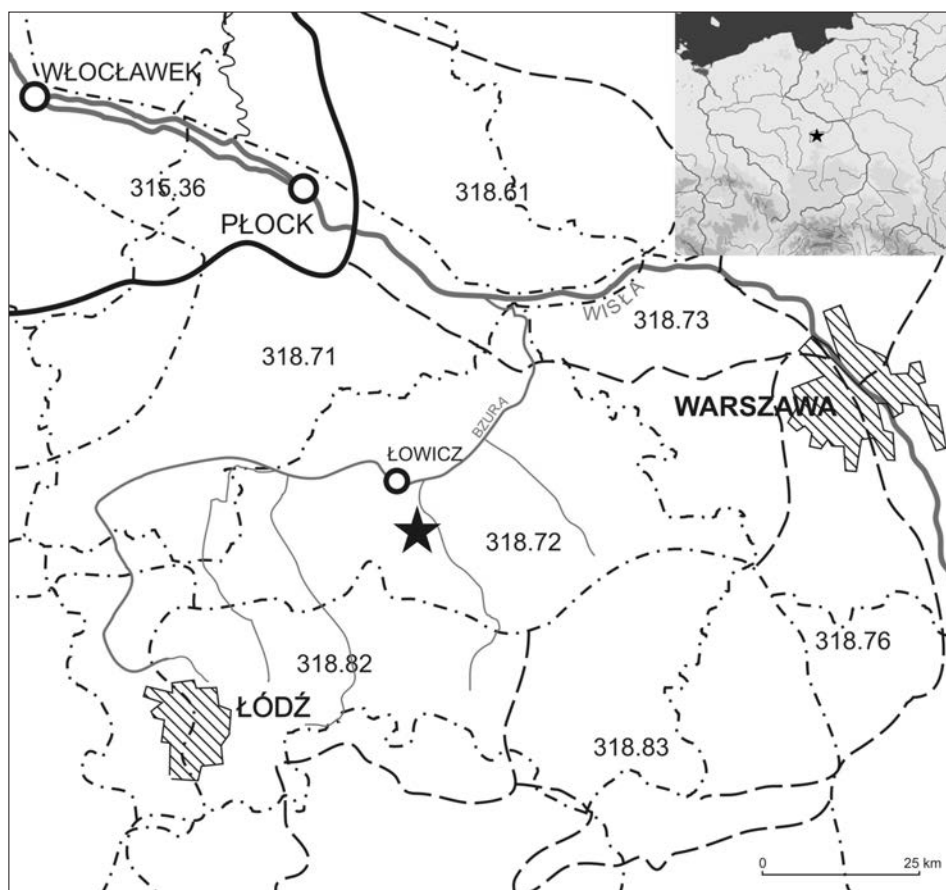 WŁOCŁAWEK
315.36
318.61
PŁOCK
WISŁA
318.73
318.71
WARSZAWA
BZURA
ŁOWICZ
318.72
318.76
318.82
ŁÓDŹ
318.83
0 25 km